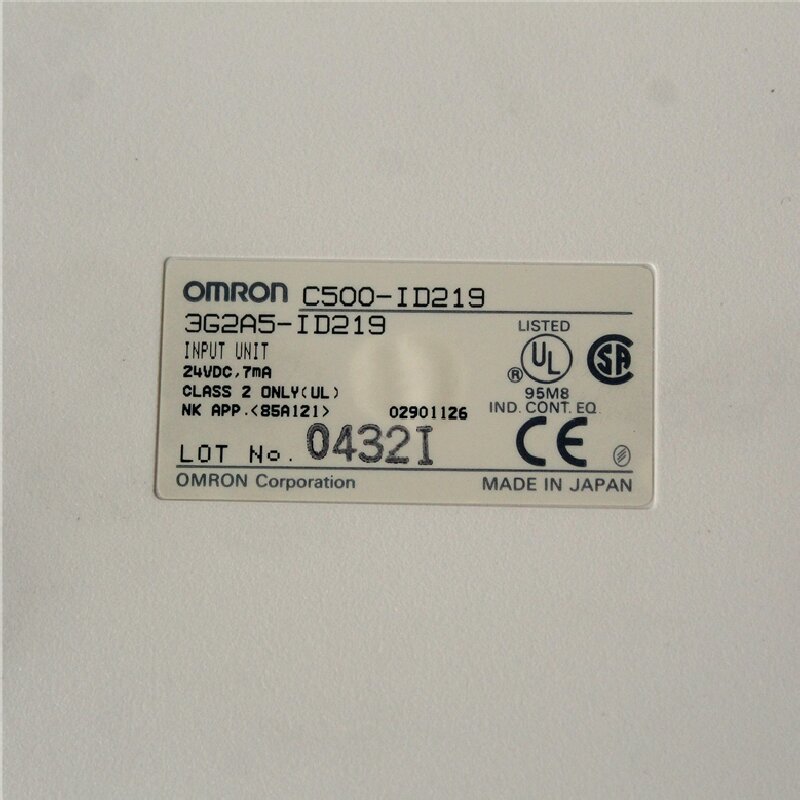 OMRON C500-ID219
3G2A5-ID219
INPUT UNIT
24VDC, 7mA
CLASS 2 ONLY(UL)
NK APP.<85A121> 02901126
LOT No. 0432I
OMRON Corporation
LISTED
UL
®
SA
95M8
IND. CONT. EQ.
CE
MADE IN JAPAN